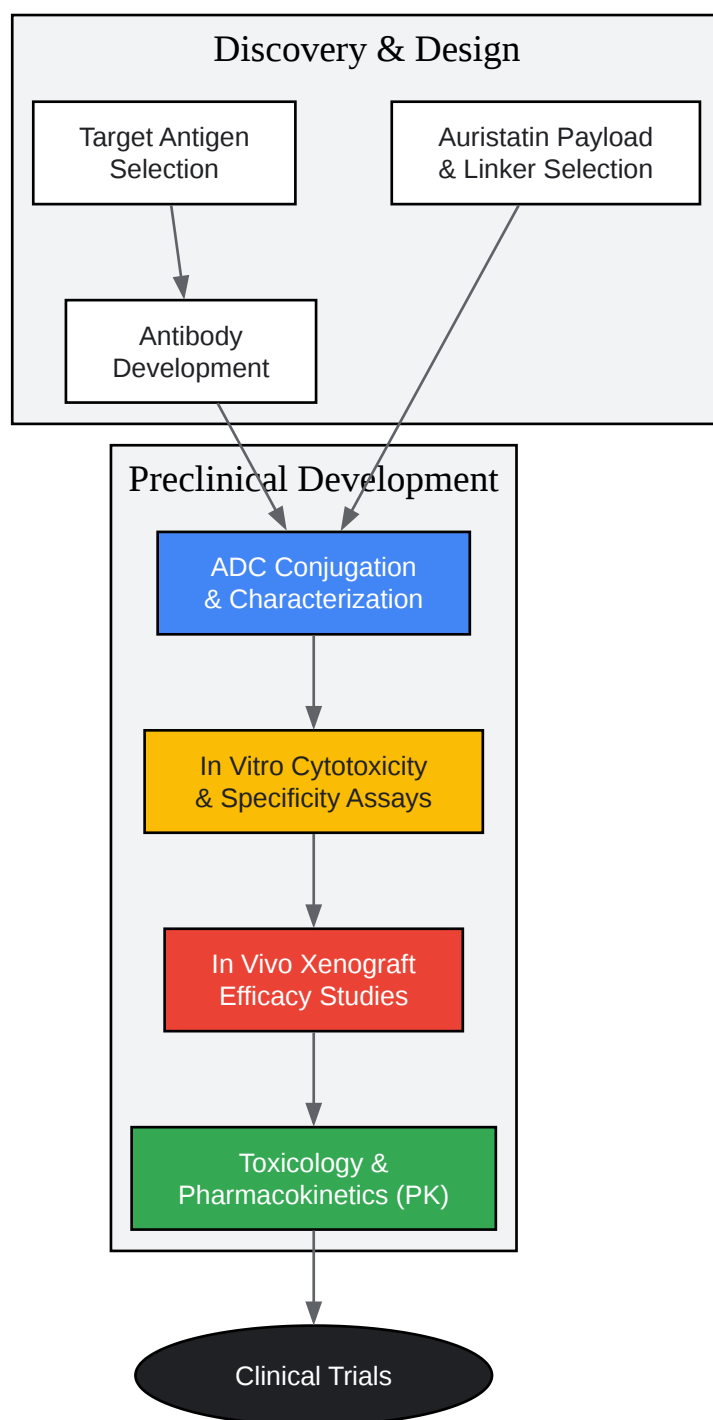 Discovery & Design
Target Antigen
Selection
Auristatin Payload
& Linker Selection
Antibody
Development
Preclinical Development
ADC Conjugation
& Characterization
In Vitro Cytotoxicity
& Specificity Assays
In Vivo Xenograft
Efficacy Studies
Toxicology &
Pharmacokinetics (PK)
Clinical Trials